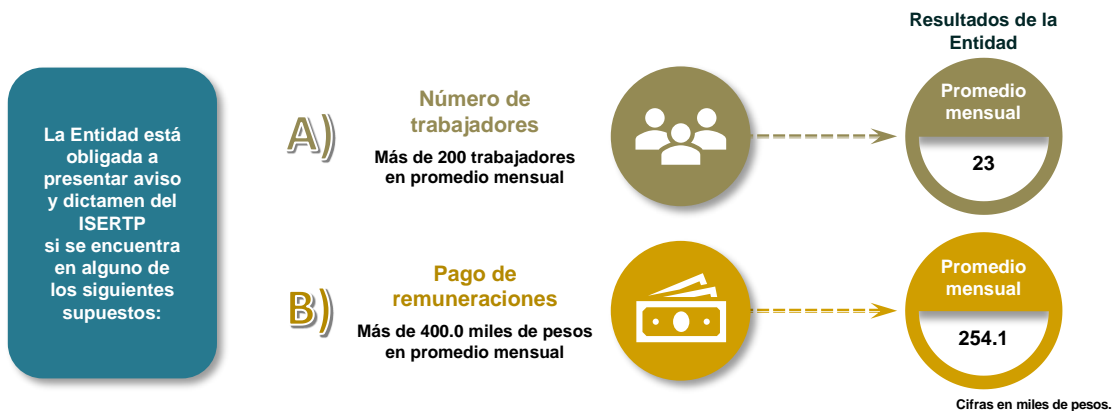 La Entidad está
obligada a
presentar aviso
y dictamen del
ISERTP
si se encuentra
en alguno de
los siguientes
supuestos:
Resultados de la
Entidad
A)
Número de
trabajadores
Más de 200 trabajadores
en promedio mensual
Promedio
mensual
23
B)
Pago de
remuneraciones
Más de 400.0 miles de pesos
en promedio mensual
Promedio
mensual
254.1
Cifras en miles de pesos.